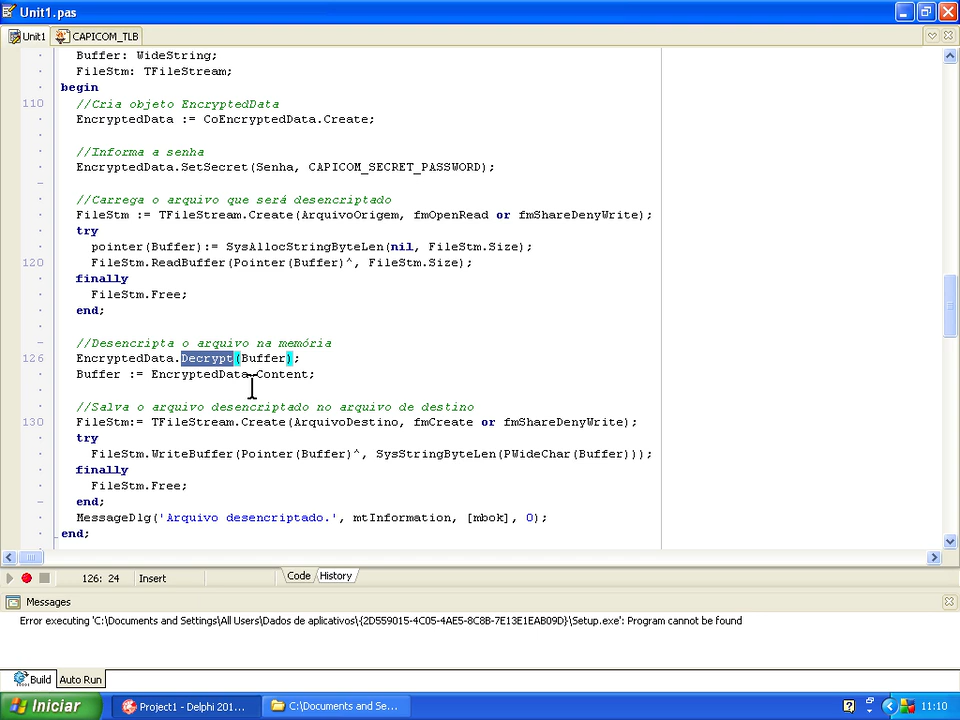 Unit1.pas
Unit1 CAPICOM_TLB
Buffer: WideString;
FileStm: TFileStream;
begin
110 //Cria objeto EncryptedData
EncryptedData := CoEncryptedData.Create;
//Informa a senha
EncryptedData.SetSecret(Senha, CAPICOM_SECRET_PASSWORD);
//Carrega o arquivo que será desencriptado
FileStm := TFileStream.Create(ArquivoOrigem, fmOpenRead or fmShareDenyWrite);
try
pointer(Buffer):= SysAllocStringByteLen(nil, FileStm.Size);
120 FileStm.ReadBuffer(Pointer(Buffer)^, FileStm.Size);
finally
FileStm.Free;
end;
//Desencripta o arquivo na memória
126 EncryptedData.Decrypt(Buffer);
Buffer := EncryptedData.Content;
//Salva o arquivo desencriptado no arquivo de destino
130 FileStm:= TFileStream.Create(ArquivoDestino, fmCreate or fmShareDenyWrite);
try
FileStm.WriteBuffer(Pointer(Buffer)^, SysStringByteLen(PWideChar(Buffer)));
finally
FileStm.Free;
end;
MessageDlg('Arquivo desencriptado.', mtInformation, [mbok], 0);
end;
126: 24 Insert Code History
Messages
Error executing 'C:\Documents and Settings\All Users\Dados de aplicativos\{2D559015-4C05-4AE5-8C8B-7E13E1EAB09D}\Setup.exe': Program cannot be found
Build Auto Run
Iniciar Project1 - Delphi 201... C:\Documents and Se... 11:10